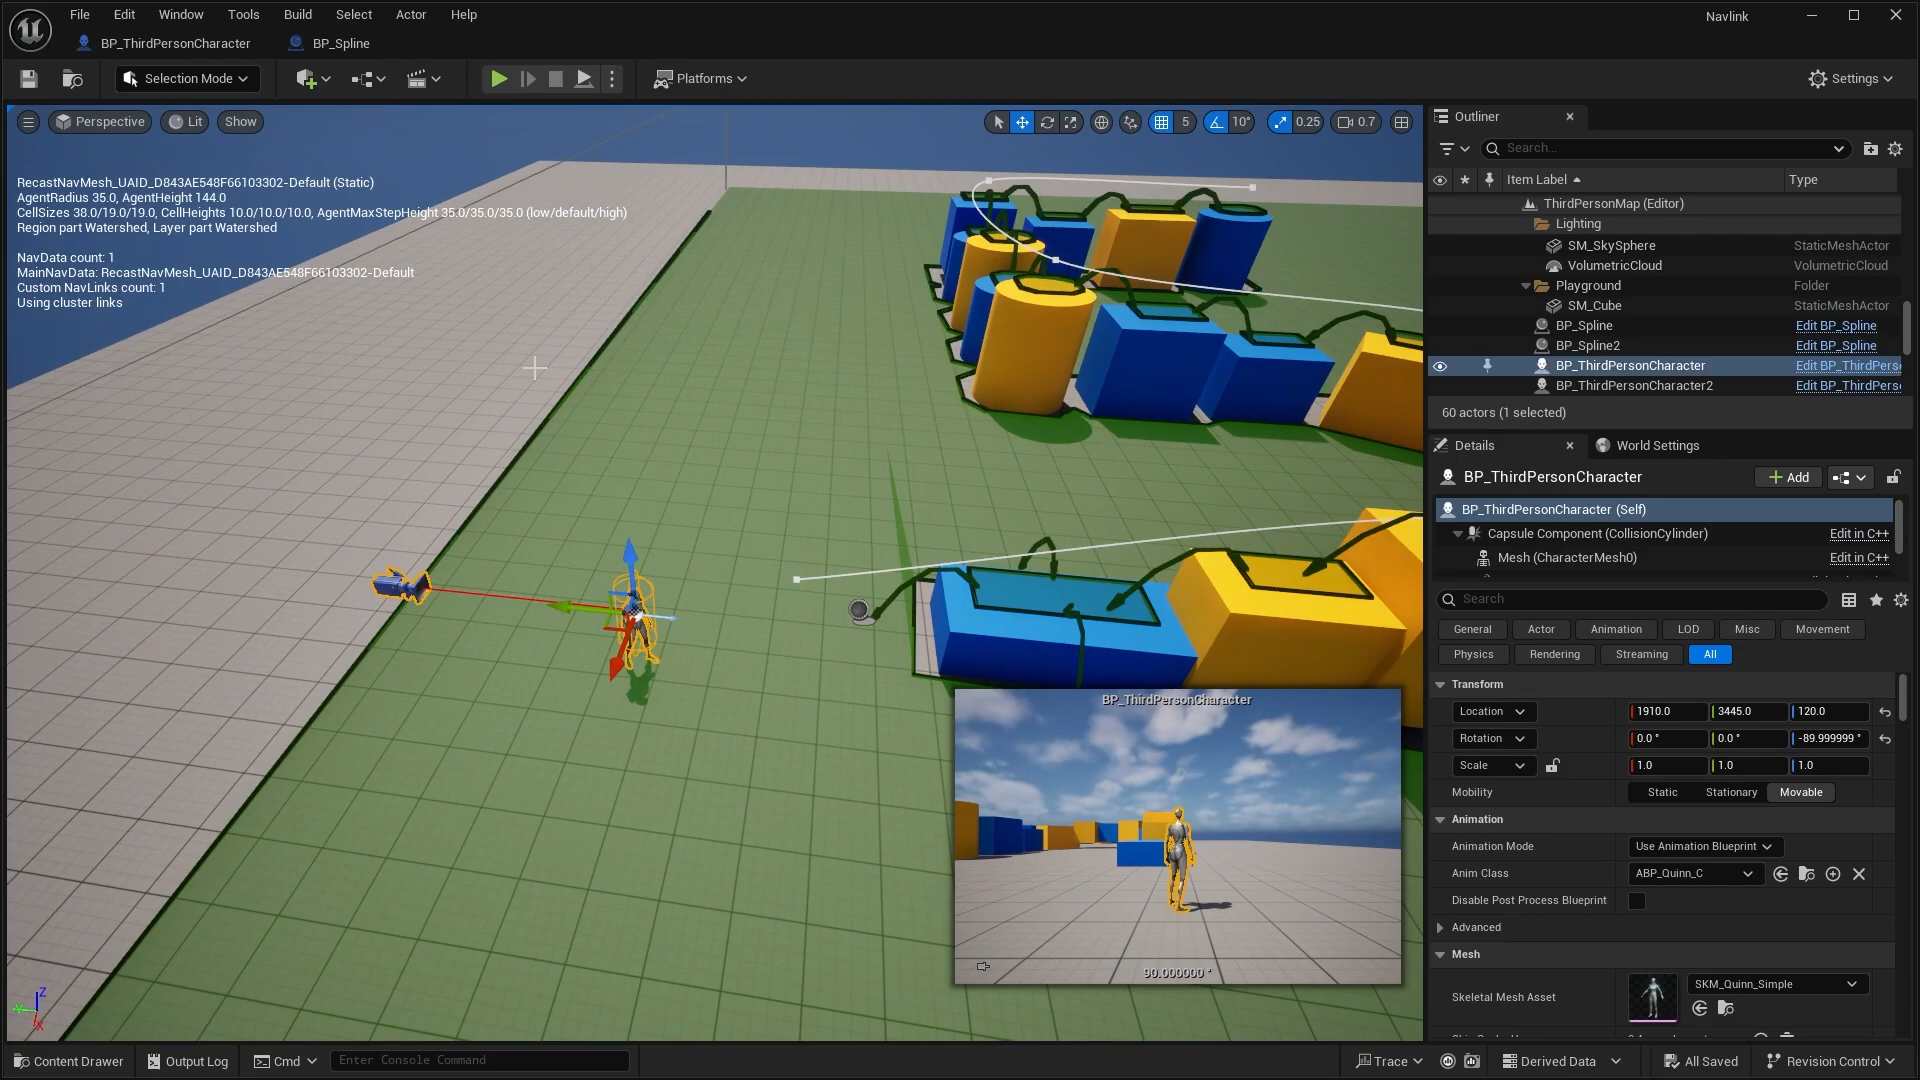 File Edit Window Tools Build Select Actor Help
Navlink
BP_ThirdPersonCharacter BP_Spline
Selection Mode Platforms Settings
Perspective Lit Show 5 10° 0.25 0.7
RecastNavMesh_UAID_D843AE548F66103302-Default (Static)
AgentRadius 35.0, AgentHeight 144.0
CellSizes 38.0/19.0/19.0, CellHeights 10.0/10.0/10.0, AgentMaxStepHeight 35.0/35.0/35.0 (low/default/high)
Region part Watershed, Layer part Watershed
NavData count: 1
MainNavData: RecastNavMesh_UAID_D843AE548F66103302-Default
Custom NavLinks count: 1
Using cluster links
BP_ThirdPersonCharacter
90.000000 °
Z
X
Outliner
Search...
Item Label Type
ThirdPersonMap (Editor)
Lighting
SM_SkySphere StaticMeshActor
VolumetricCloud VolumetricCloud
Playground Folder
SM_Cube StaticMeshActor
BP_Spline Edit BP_Spline
BP_Spline2 Edit BP_Spline
BP_ThirdPersonCharacter Edit BP_ThirdPers
BP_ThirdPersonCharacter2 Edit BP_ThirdPers
60 actors (1 selected)
Details World Settings
BP_ThirdPersonCharacter Add
BP_ThirdPersonCharacter (Self)
Capsule Component (CollisionCylinder) Edit in C++
Mesh (CharacterMesh0) Edit in C++
Search
General Actor Animation LOD Misc Movement
Physics Rendering Streaming All
Transform
Location 1910.0 3445.0 120.0
Rotation 0.0 ° 0.0 ° -89.999999 °
Scale 1.0 1.0 1.0
Mobility Static Stationary Movable
Animation
Animation Mode Use Animation Blueprint
Anim Class ABP_Quinn_C
Disable Post Process Blueprint
Advanced
Mesh
Skeletal Mesh Asset SKM_Quinn_Simple
Content Drawer Output Log Cmd Enter Console Command Trace Derived Data All Saved Revision Control